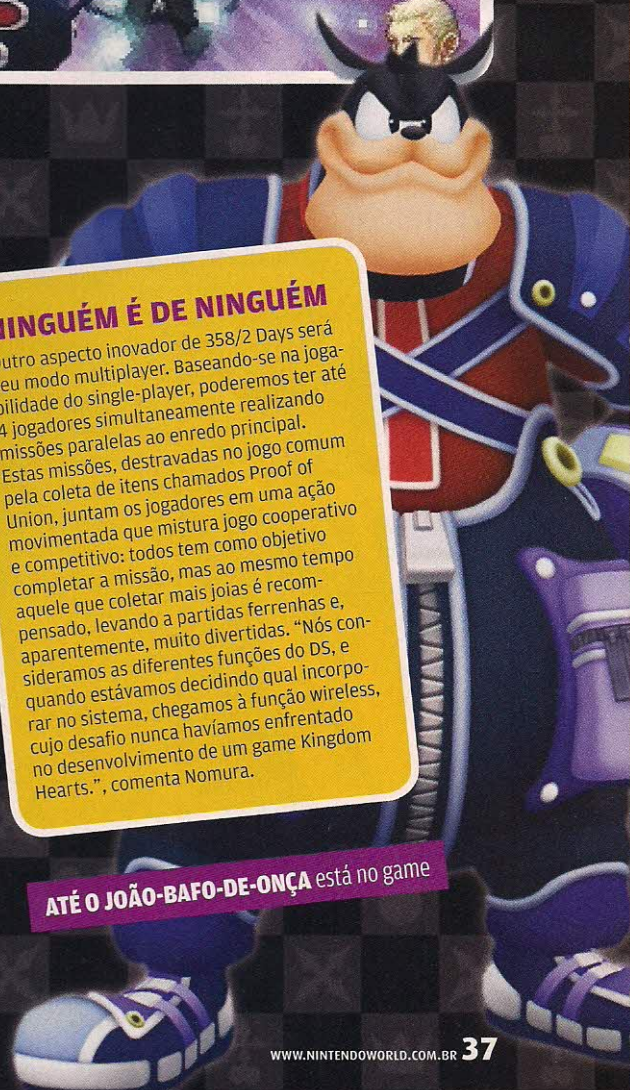 NINGUÉM É DE NINGUÉM
outro aspecto inovador de 358/2 Days será
eu modo multiplayer. Baseando-se na joga-
bilidade do single-player, poderemos ter até
4 jogadores simultaneamente realizando
missões paralelas ao enredo principal.
Estas missões, destravadas no jogo comum
pela coleta de itens chamados Proof of
Union, juntam os jogadores em uma ação
movimentada que mistura jogo cooperativo
e competitivo: todos tem como objetivo
completar a missão, mas ao mesmo tempo
aquele que coletar mais joias é recom-
pensado, levando a partidas ferrenhas e,
aparentemente, muito divertidas. “Nós con-
sideramos as diferentes funções do DS, e
quando estávamos decidindo qual incorpo-
rar no sistema, chegamos à função wireless,
cujo desafio nunca havíamos enfrentado
no desenvolvimento de um game Kingdom
Hearts.”, comenta Nomura.
ATÉ O JOÃO-BAFO-DE-ONÇA está no game
WWW.NINTENDOWORLD.COM.BR 37